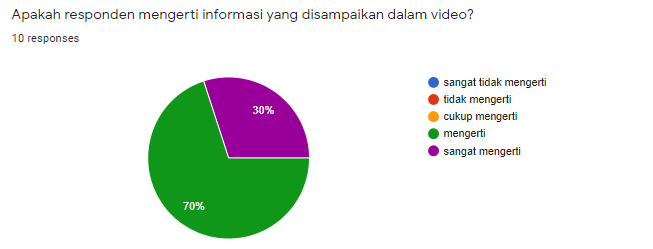 Apakah responden mengerti informasi yang disampaikan dalam video?
10 responses
30%
70%
sangat tidak mengerti
tidak mengerti
cukup mengerti
mengerti
sangat mengerti